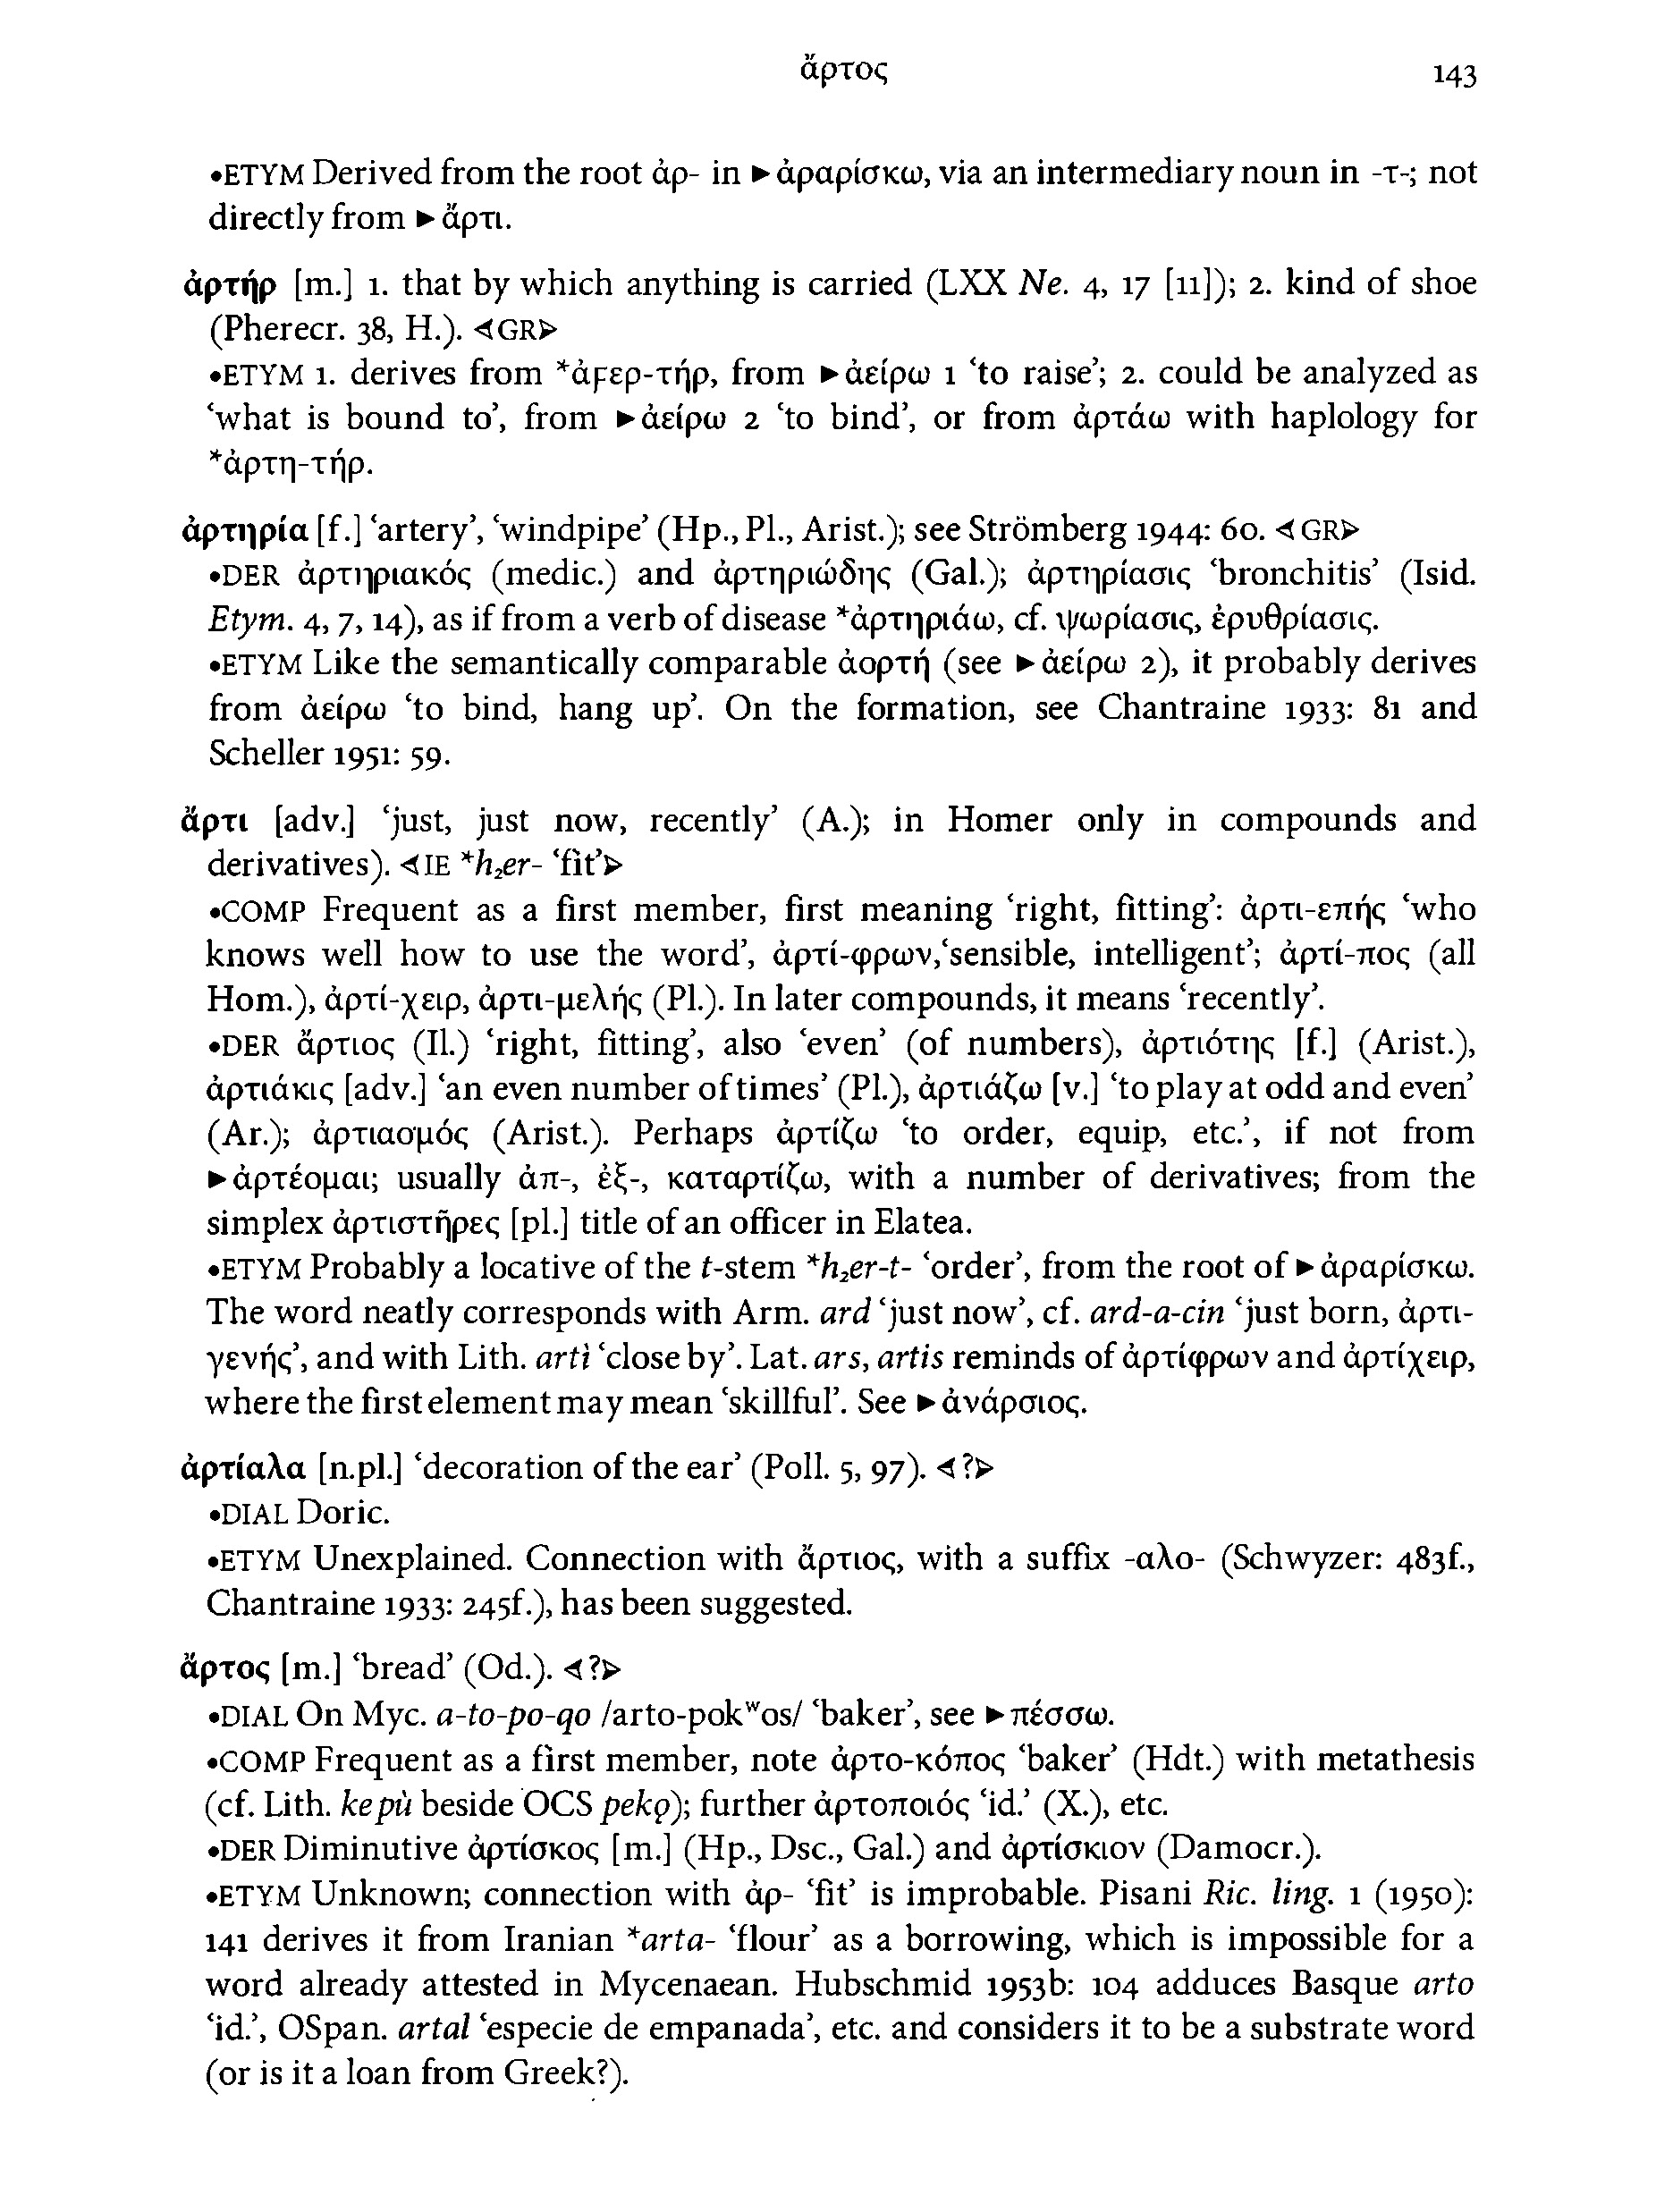 ἄρτος 143
•ETYM Derived from the root ἀρ- in ►ἀραρίσκω, via an intermediary noun in -τ-; not
directly from ►ἄρτι.
ἀρτήρ [m.] 1. that by which anything is carried (LXX Ne. 4, 17 [11]); 2. kind of shoe
(Pherecr. 38, H.). ◄GR►
•ETYM 1. derives from *ἀϝερ-τήρ, from ►ἀείρω 1 ‘to raise’; 2. could be analyzed as
‘what is bound to’, from ►ἀείρω 2 ‘to bind’, or from ἀρτάω with haplology for
*ἀρτη-τήρ.
ἀρτηρία [f.] ‘artery’, ‘windpipe’ (Hp., Pl., Arist.); see Strömberg 1944: 60. ◄GR►
•DER ἀρτηριακός (medic.) and ἀρτηριώδης (Gal.); ἀρτηρίασις ‘bronchitis’ (Isid.
Etym. 4, 7, 14), as if from a verb of disease *ἀρτηριάω, cf. ψωρίασις, ἐρυθρίασις.
•ETYM Like the semantically comparable ἀορτή (see ►ἀείρω 2), it probably derives
from ἀείρω ‘to bind, hang up’. On the formation, see Chantraine 1933: 81 and
Scheller 1951: 59.
ἄρτι [adv.] ‘just, just now, recently’ (A.); in Homer only in compounds and
derivatives). ◄IE *h₂er- ‘fit’►
•COMP Frequent as a first member, first meaning ‘right, fitting’: ἀρτι-επής ‘who
knows well how to use the word’, ἀρτί-φρων,‘sensible, intelligent’; ἀρτί-πος (all
Hom.), ἀρτί-χειρ, ἀρτι-μελής (Pl.). In later compounds, it means ‘recently’.
•DER ἄρτιος (Il.) ‘right, fitting’, also ‘even’ (of numbers), ἀρτιότης [f.] (Arist.),
ἀρτιάκις [adv.] ‘an even number of times’ (Pl.), ἀρτιάζω [v.] ‘to play at odd and even’
(Ar.); ἀρτιασμός (Arist.). Perhaps ἀρτίζω ‘to order, equip, etc.’, if not from
►ἀρτέομαι; usually ἀπ-, ἐξ-, καταρτίζω, with a number of derivatives; from the
simplex ἀρτιστῆρες [pl.] title of an officer in Elatea.
•ETYM Probably a locative of the t-stem *h₂er-t- ‘order’, from the root of ►ἀραρίσκω.
The word neatly corresponds with Arm. ard ‘just now’, cf. ard-a-cin ‘just born, ἀρτι-
γενής’, and with Lith. artì ‘close by’. Lat. ars, artis reminds of ἀρτίφρων and ἀρτίχειρ,
where the first element may mean ‘skillful’. See ►ἀνάρσιος.
ἀρτίαλα [n.pl.] ‘decoration of the ear’ (Poll. 5, 97). ◄?►
•DIAL Doric.
•ETYM Unexplained. Connection with ἄρτιος, with a suffix -αλο- (Schwyzer: 483f.,
Chantraine 1933: 245f.), has been suggested.
ἄρτος [m.] ‘bread’ (Od.). ◄?►
•DIAL On Myc. a-to-po-qo /arto-pokʷos/ ‘baker’, see ►πέσσω.
•COMP Frequent as a first member, note ἀρτο-κόπος ‘baker’ (Hdt.) with metathesis
(cf. Lith. kepù beside OCS pekǫ); further ἀρτοποιός ‘id.’ (X.), etc.
•DER Diminutive ἀρτίσκος [m.] (Hp., Dsc., Gal.) and ἀρτίσκιον (Damocr.).
•ETYM Unknown; connection with ἀρ- ‘fit’ is improbable. Pisani Ric. ling. 1 (1950):
141 derives it from Iranian *arta- ‘flour’ as a borrowing, which is impossible for a
word already attested in Mycenaean. Hubschmid 1953b: 104 adduces Basque arto
‘id.’, OSpan. artal ‘especie de empanada’, etc. and considers it to be a substrate word
(or is it a loan from Greek?).